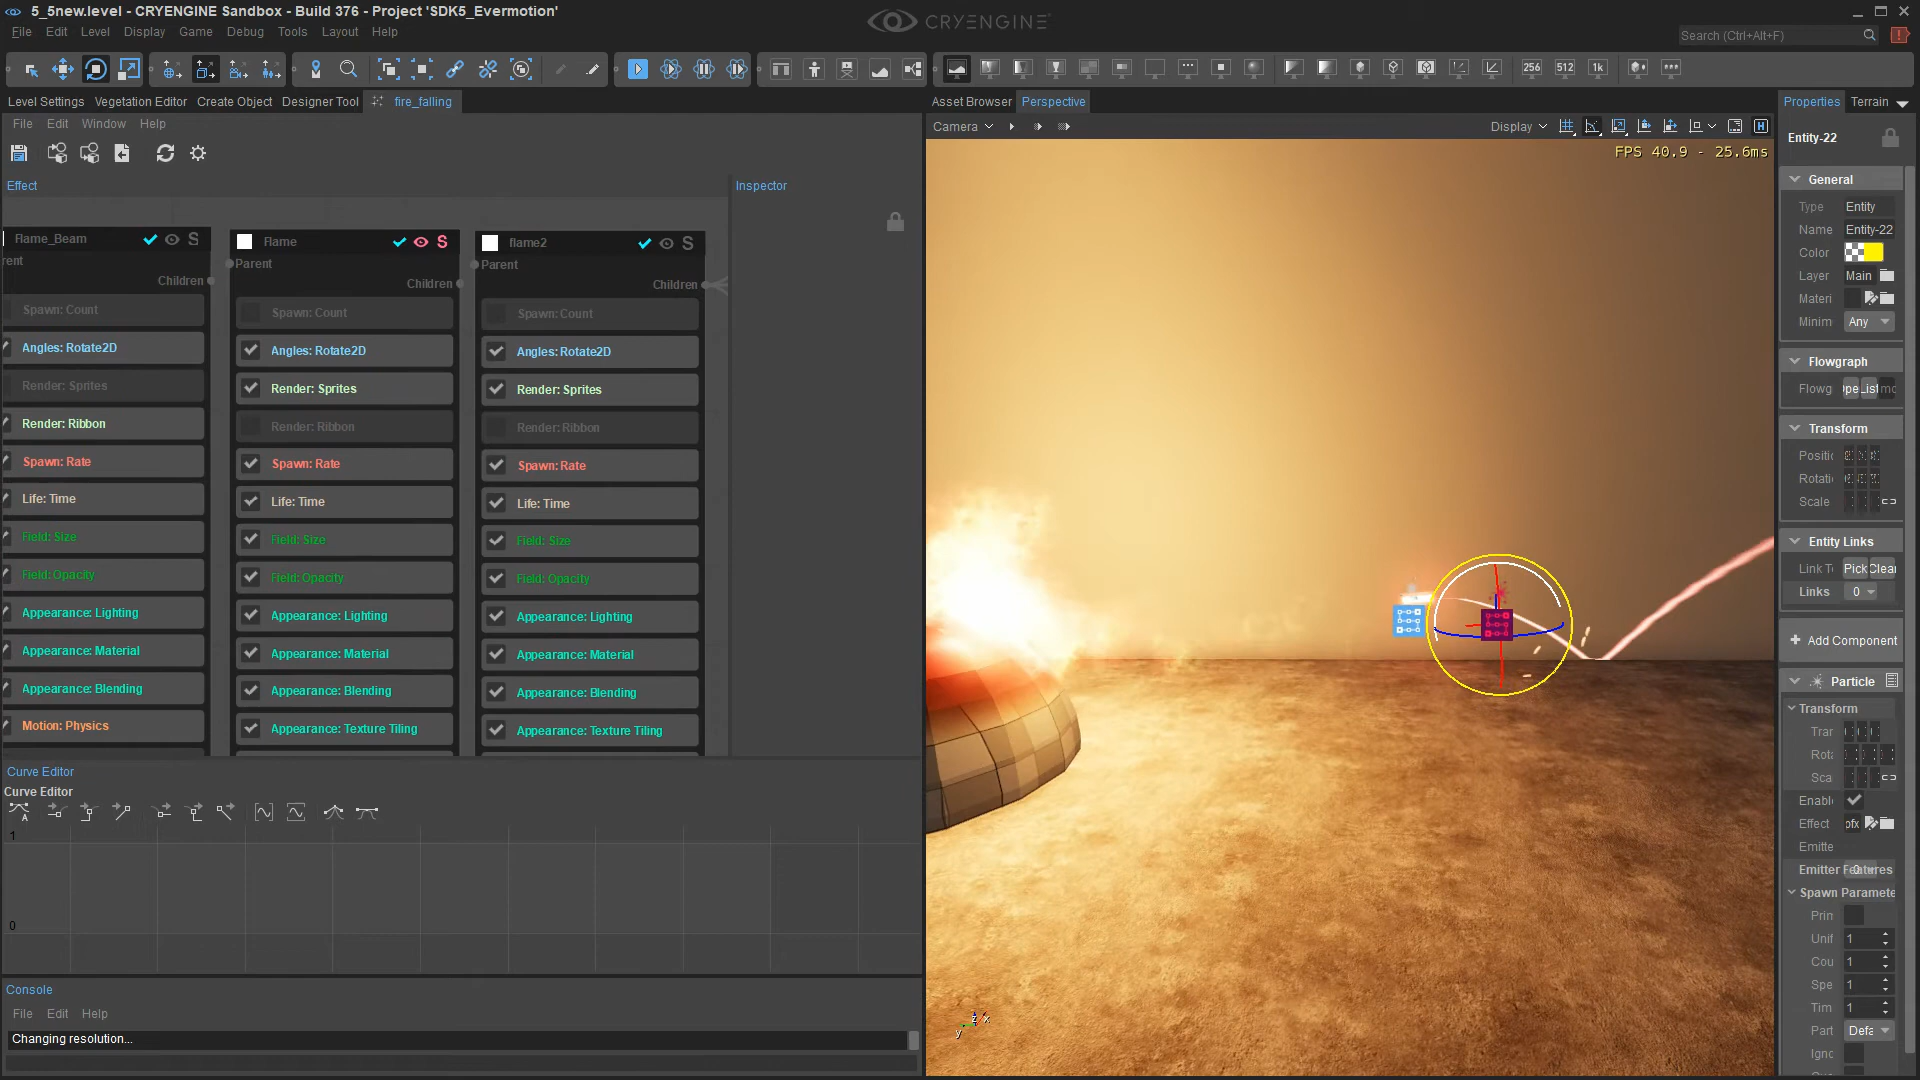 5_5new.level - CRYENGINE Sandbox - Build 376 - Project 'SDK5_Evermotion'
CRYENGINE
File Edit Level Display Game Debug Tools Layout Help
Search (Ctrl+Alt+F)
256 512 1k
Level Settings Vegetation Editor Create Object Designer Tool fire_falling
Asset Browser Perspective
Properties Terrain
File Edit Window Help
Camera
Display
FPS 40.9 - 25.6ms
Effect
Inspector
Flame_Beam S
rent
Children
Spawn: Count
Angles: Rotate2D
Render: Sprites
Render: Ribbon
Spawn: Rate
Life: Time
Field: Size
Field: Opacity
Appearance: Lighting
Appearance: Material
Appearance: Blending
Motion: Physics
Flame S
Parent
Children
Spawn: Count
Angles: Rotate2D
Render: Sprites
Render: Ribbon
Spawn: Rate
Life: Time
Field: Size
Field: Opacity
Appearance: Lighting
Appearance: Material
Appearance: Blending
Appearance: Texture Tiling
flame2 S
Parent
Children
Spawn: Count
Angles: Rotate2D
Render: Sprites
Render: Ribbon
Spawn: Rate
Life: Time
Field: Size
Field: Opacity
Appearance: Lighting
Appearance: Material
Appearance: Blending
Appearance: Texture Tiling
Curve Editor
Curve Editor
1
0
Console
File Edit Help
Changing resolution...
z x
y
Entity-22
General
Type Entity
Name Entity-22
Color
Layer Main
Materi
Minim Any
Flowgraph
Flowg
Transform
Positic
Rotati
Scale
Entity Links
Link T Pick Clear
Links 0
Add Component
Particle
Transform
Trar
Rota
Sca
Enabl
Effect pfx
Emitte
Emitter Features
Spawn Paramete
Prin
Unif 1
Cou 1
Spe 1
Tim 1
Part Defa
Ignc